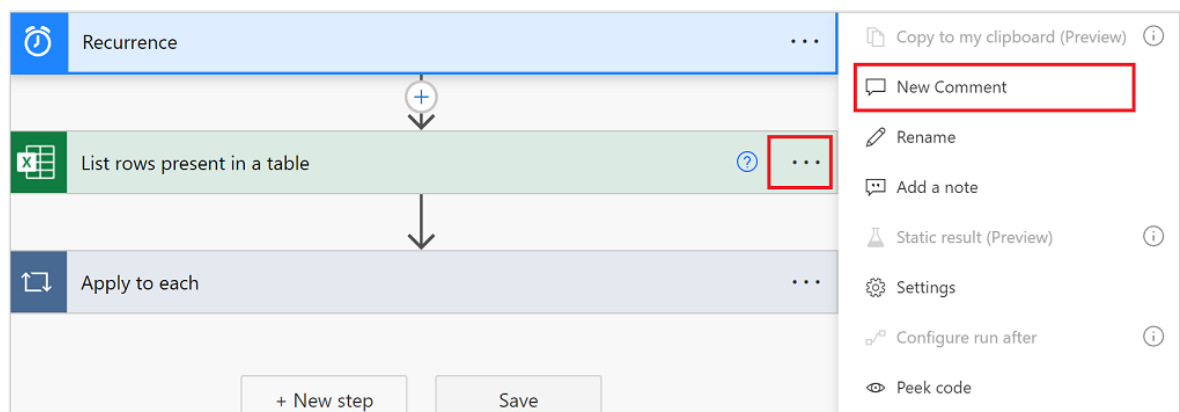 Recurrence
List rows present in a table
Apply to each
+ New step
Save
Copy to my clipboard (Preview)
New Comment
Rename
Add a note
Static result (Preview)
Settings
Configure run after
Peek code